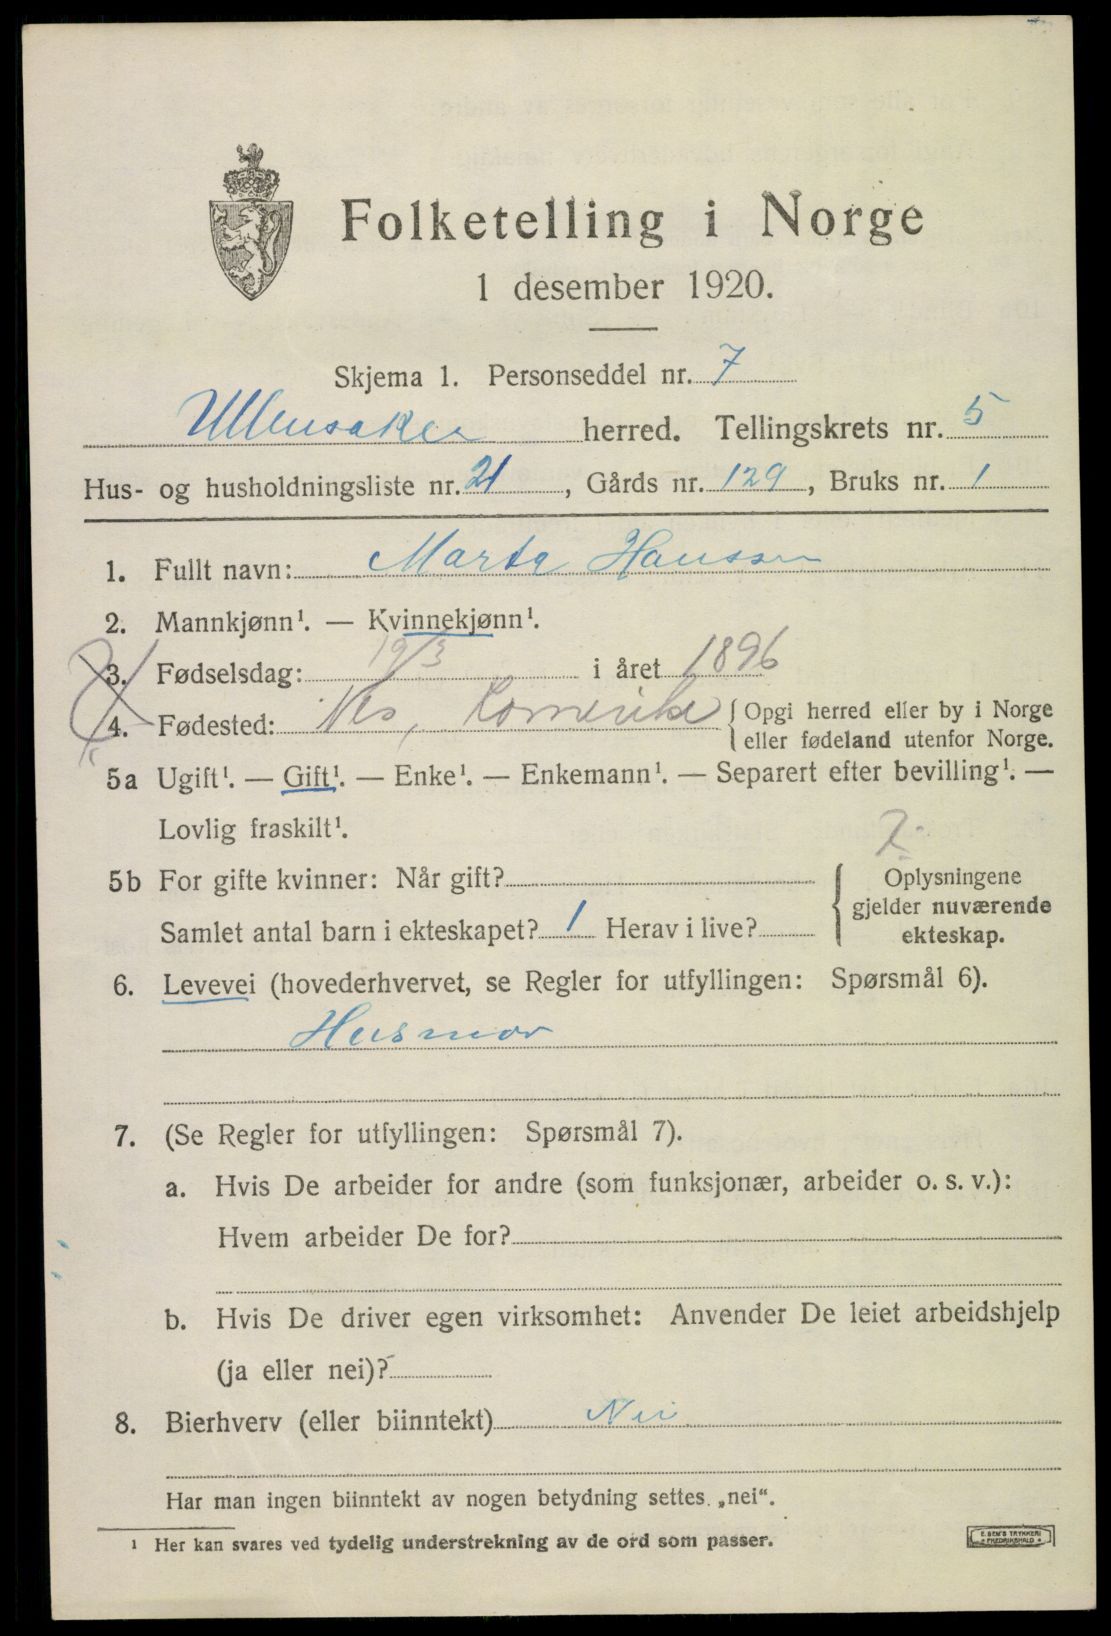 Folketelling i Norge
1 desember 1920.
Skjema 1. Personseddel nr. 7
Ullensaker herred. Tellingskrets nr. 5
Hus- og husholdningsliste nr. 21, Gårds nr. 129, Bruks nr. 1
1. Fullt navn: Marta Hanssen
2. Mannkjønn¹. — Kvinnekjønn¹.
3. Fødselsdag: 19/3 i året 1896
4. Fødested: Nes, Romerike { Opgi herred eller by i Norge
eller fødeland utenfor Norge.
5a Ugift¹. — Gift¹. — Enke¹. — Enkemann¹. — Separert efter bevilling¹. —
Lovlig fraskilt¹.
?
5b For gifte kvinner: Når gift? { Oplysningene
gjelder nuværende
Samlet antal barn i ekteskapet? 1 Herav i live?
ekteskap.
6. Levevei (hovederhvervet, se Regler for utfyllingen: Spørsmål 6).
Husmor
7. (Se Regler for utfyllingen: Spørsmål 7).
a. Hvis De arbeider for andre (som funksjonær, arbeider o. s. v.):
Hvem arbeider De for?
b. Hvis De driver egen virksomhet: Anvender De leiet arbeidshjelp
(ja eller nei)?
8. Bierhverv (eller biinntekt) Nei
Har man ingen biinntekt av nogen betydning settes „nei“.
¹ Her kan svares ved tydelig understrekning av de ord som passer.
E. SEM'S TRYKKERI
FREDRIKSHALD